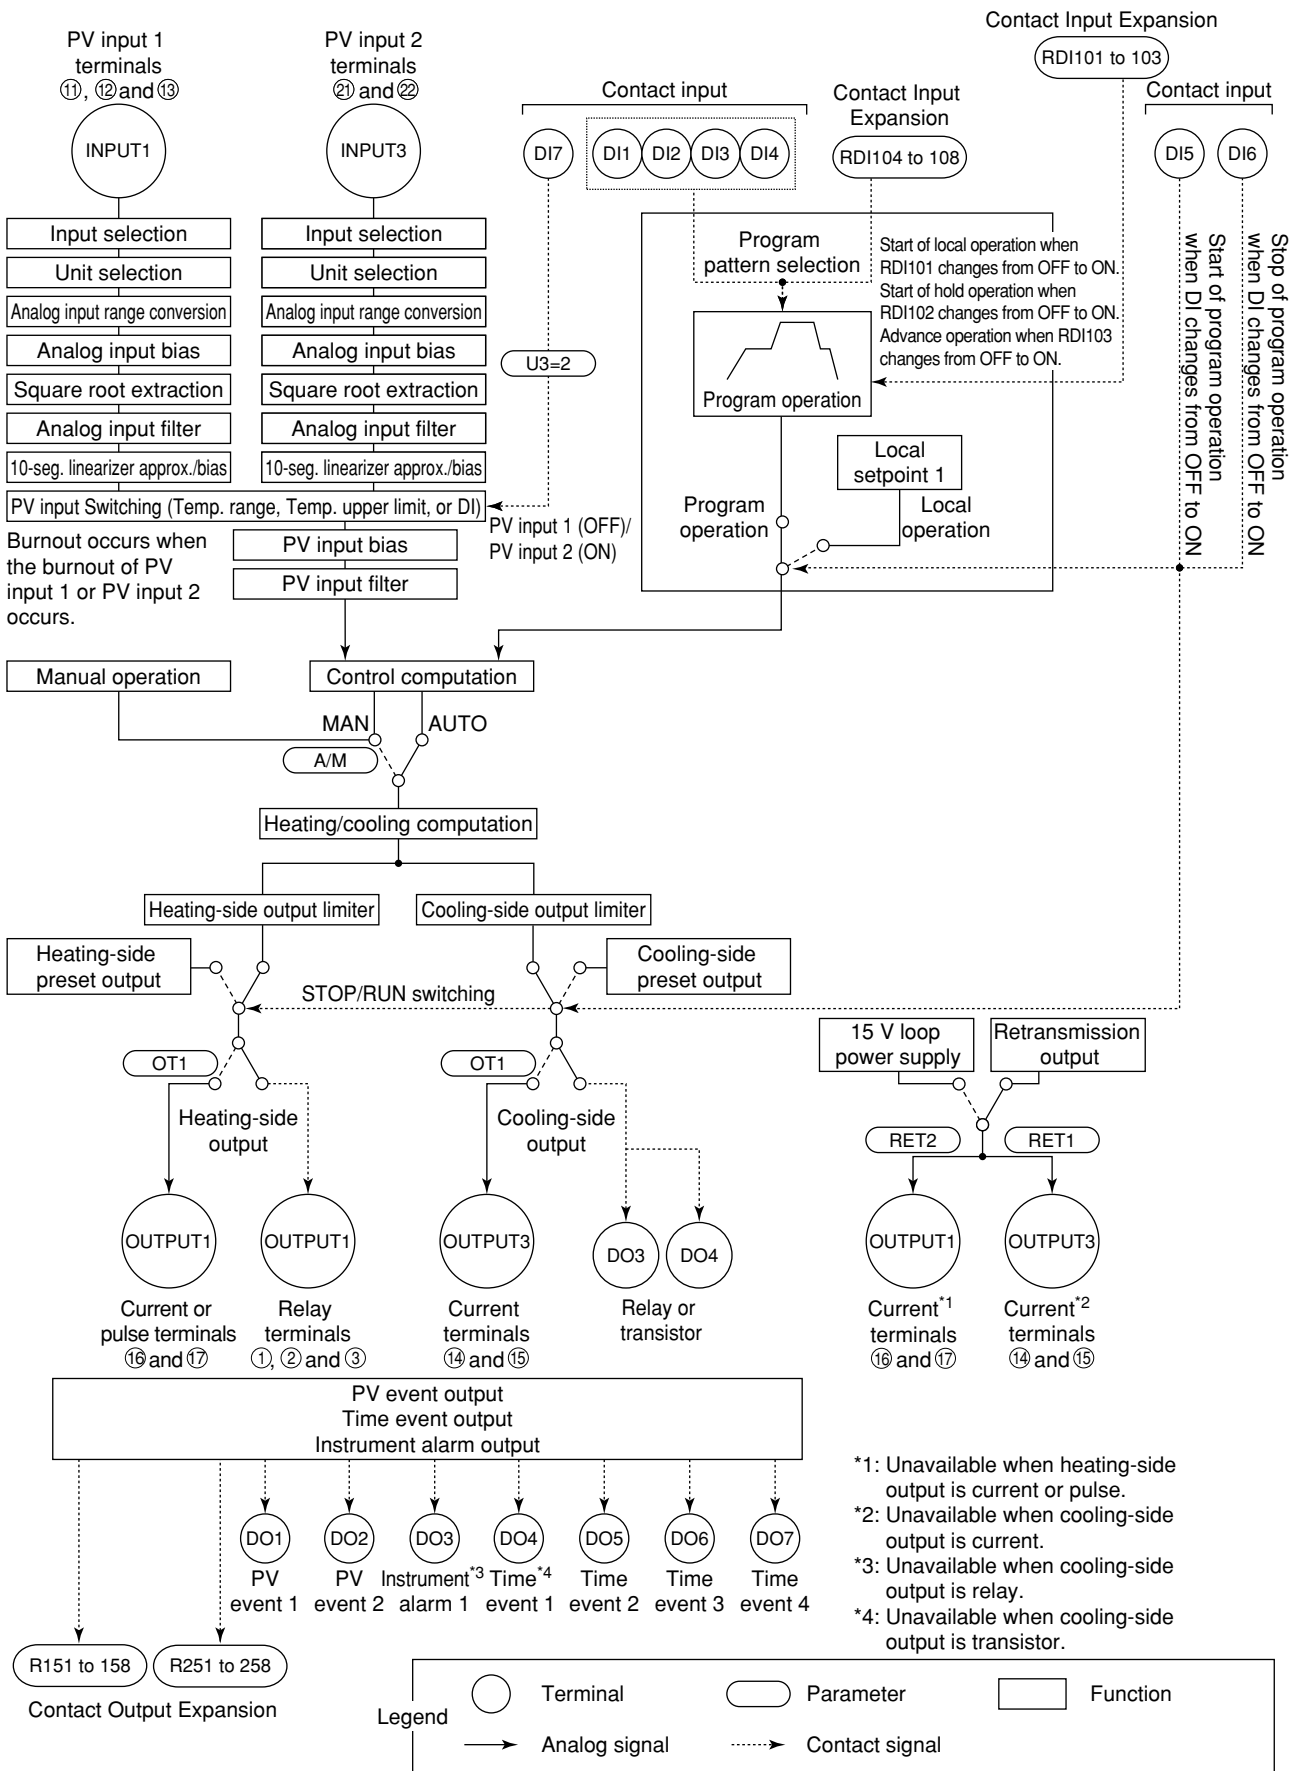 Contact Input Expansion
RDI101 to 103
PV input 1
terminals
⑪, ⑫ and ⑬
INPUT1
PV input 2
terminals
㉑ and ㉒
INPUT3
Contact input
DI7
DI1
DI2
DI3
DI4
Contact Input
Expansion
RDI104 to 108
Contact input
DI5
DI6
Input selection
Unit selection
Analog input range conversion
Analog input bias
Square root extraction
Analog input filter
10-seg. linearizer approx./bias
Input selection
Unit selection
Analog input range conversion
Analog input bias
Square root extraction
Analog input filter
10-seg. linearizer approx./bias
U3=2
Program
pattern selection
Start of local operation when
RDI101 changes from OFF to ON.
Start of hold operation when
RDI102 changes from OFF to ON.
Advance operation when RDI103
changes from OFF to ON.
Program operation
Start of program operation
when DI changes from OFF to ON
Stop of program operation
when DI changes from OFF to ON
PV input Switching (Temp. range, Temp. upper limit, or DI)
PV input 1 (OFF)/
PV input 2 (ON)
Local
setpoint 1
Program
operation
Local
operation
Burnout occurs when
the burnout of PV
input 1 or PV input 2
occurs.
PV input bias
PV input filter
Manual operation
Control computation
MAN
AUTO
A/M
Heating/cooling computation
Heating-side output limiter
Cooling-side output limiter
Heating-side
preset output
Cooling-side
preset output
STOP/RUN switching
OT1
Heating-side
output
OT1
Cooling-side
output
15 V loop
power supply
Retransmission
output
RET2
RET1
OUTPUT1
OUTPUT1
OUTPUT3
DO3
DO4
OUTPUT1
OUTPUT3
Current or
pulse terminals
⑯ and ⑰
Relay
terminals
①, ② and ③
Current
terminals
⑭ and ⑮
Relay or
transistor
Current*1
terminals
⑯ and ⑰
Current*2
terminals
⑭ and ⑮
PV event output
Time event output
Instrument alarm output
DO1
DO2
DO3
DO4
DO5
DO6
DO7
PV
event 1
PV
event 2
Instrument*3
alarm 1
Time*4
event 1
Time
event 2
Time
event 3
Time
event 4
*1: Unavailable when heating-side
output is current or pulse.
*2: Unavailable when cooling-side
output is current.
*3: Unavailable when cooling-side
output is relay.
*4: Unavailable when cooling-side
output is transistor.
R151 to 158
R251 to 258
Contact Output Expansion
Legend
Terminal
Parameter
Function
Analog signal
Contact signal